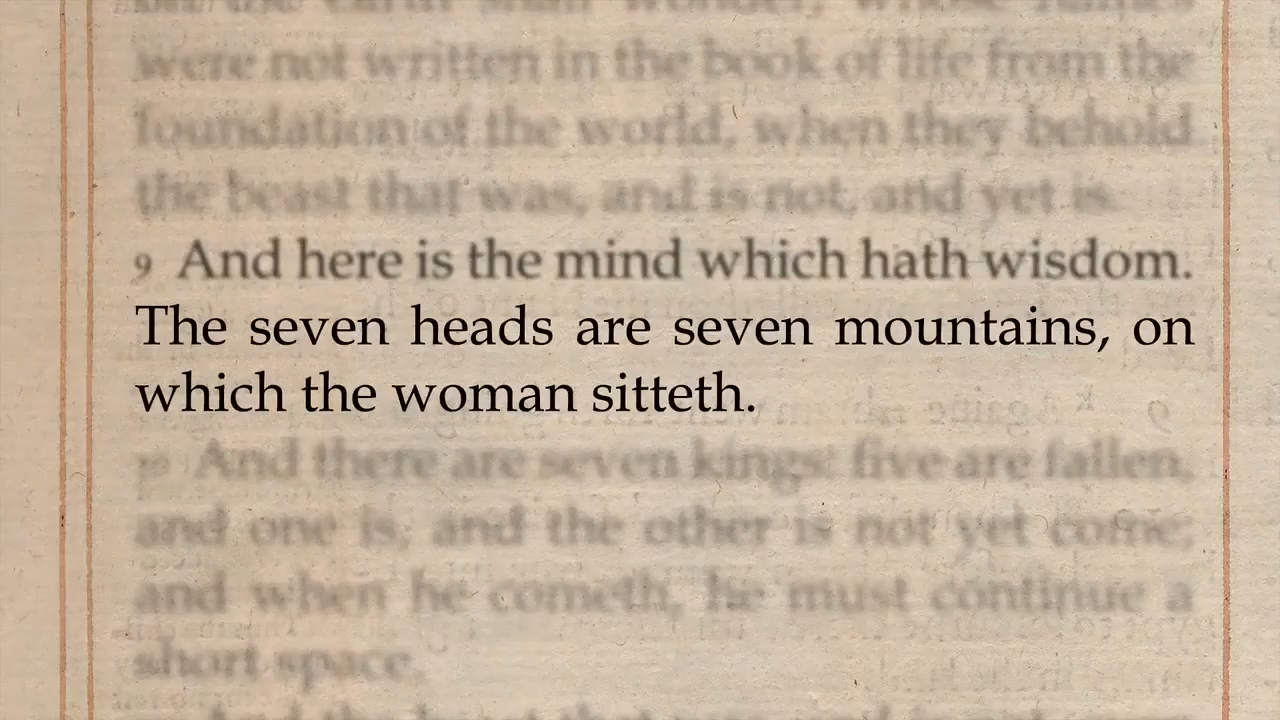 were not written in the book of life from the
foundation of the world, when they behold
the beast that was, and is not, and yet is.
9 And here is the mind which hath wisdom.
The seven heads are seven mountains, on
which the woman sitteth.
10 And there are seven kings: five are fallen,
and one is; and the other is not yet come;
and when he cometh, he must continue a
short space.